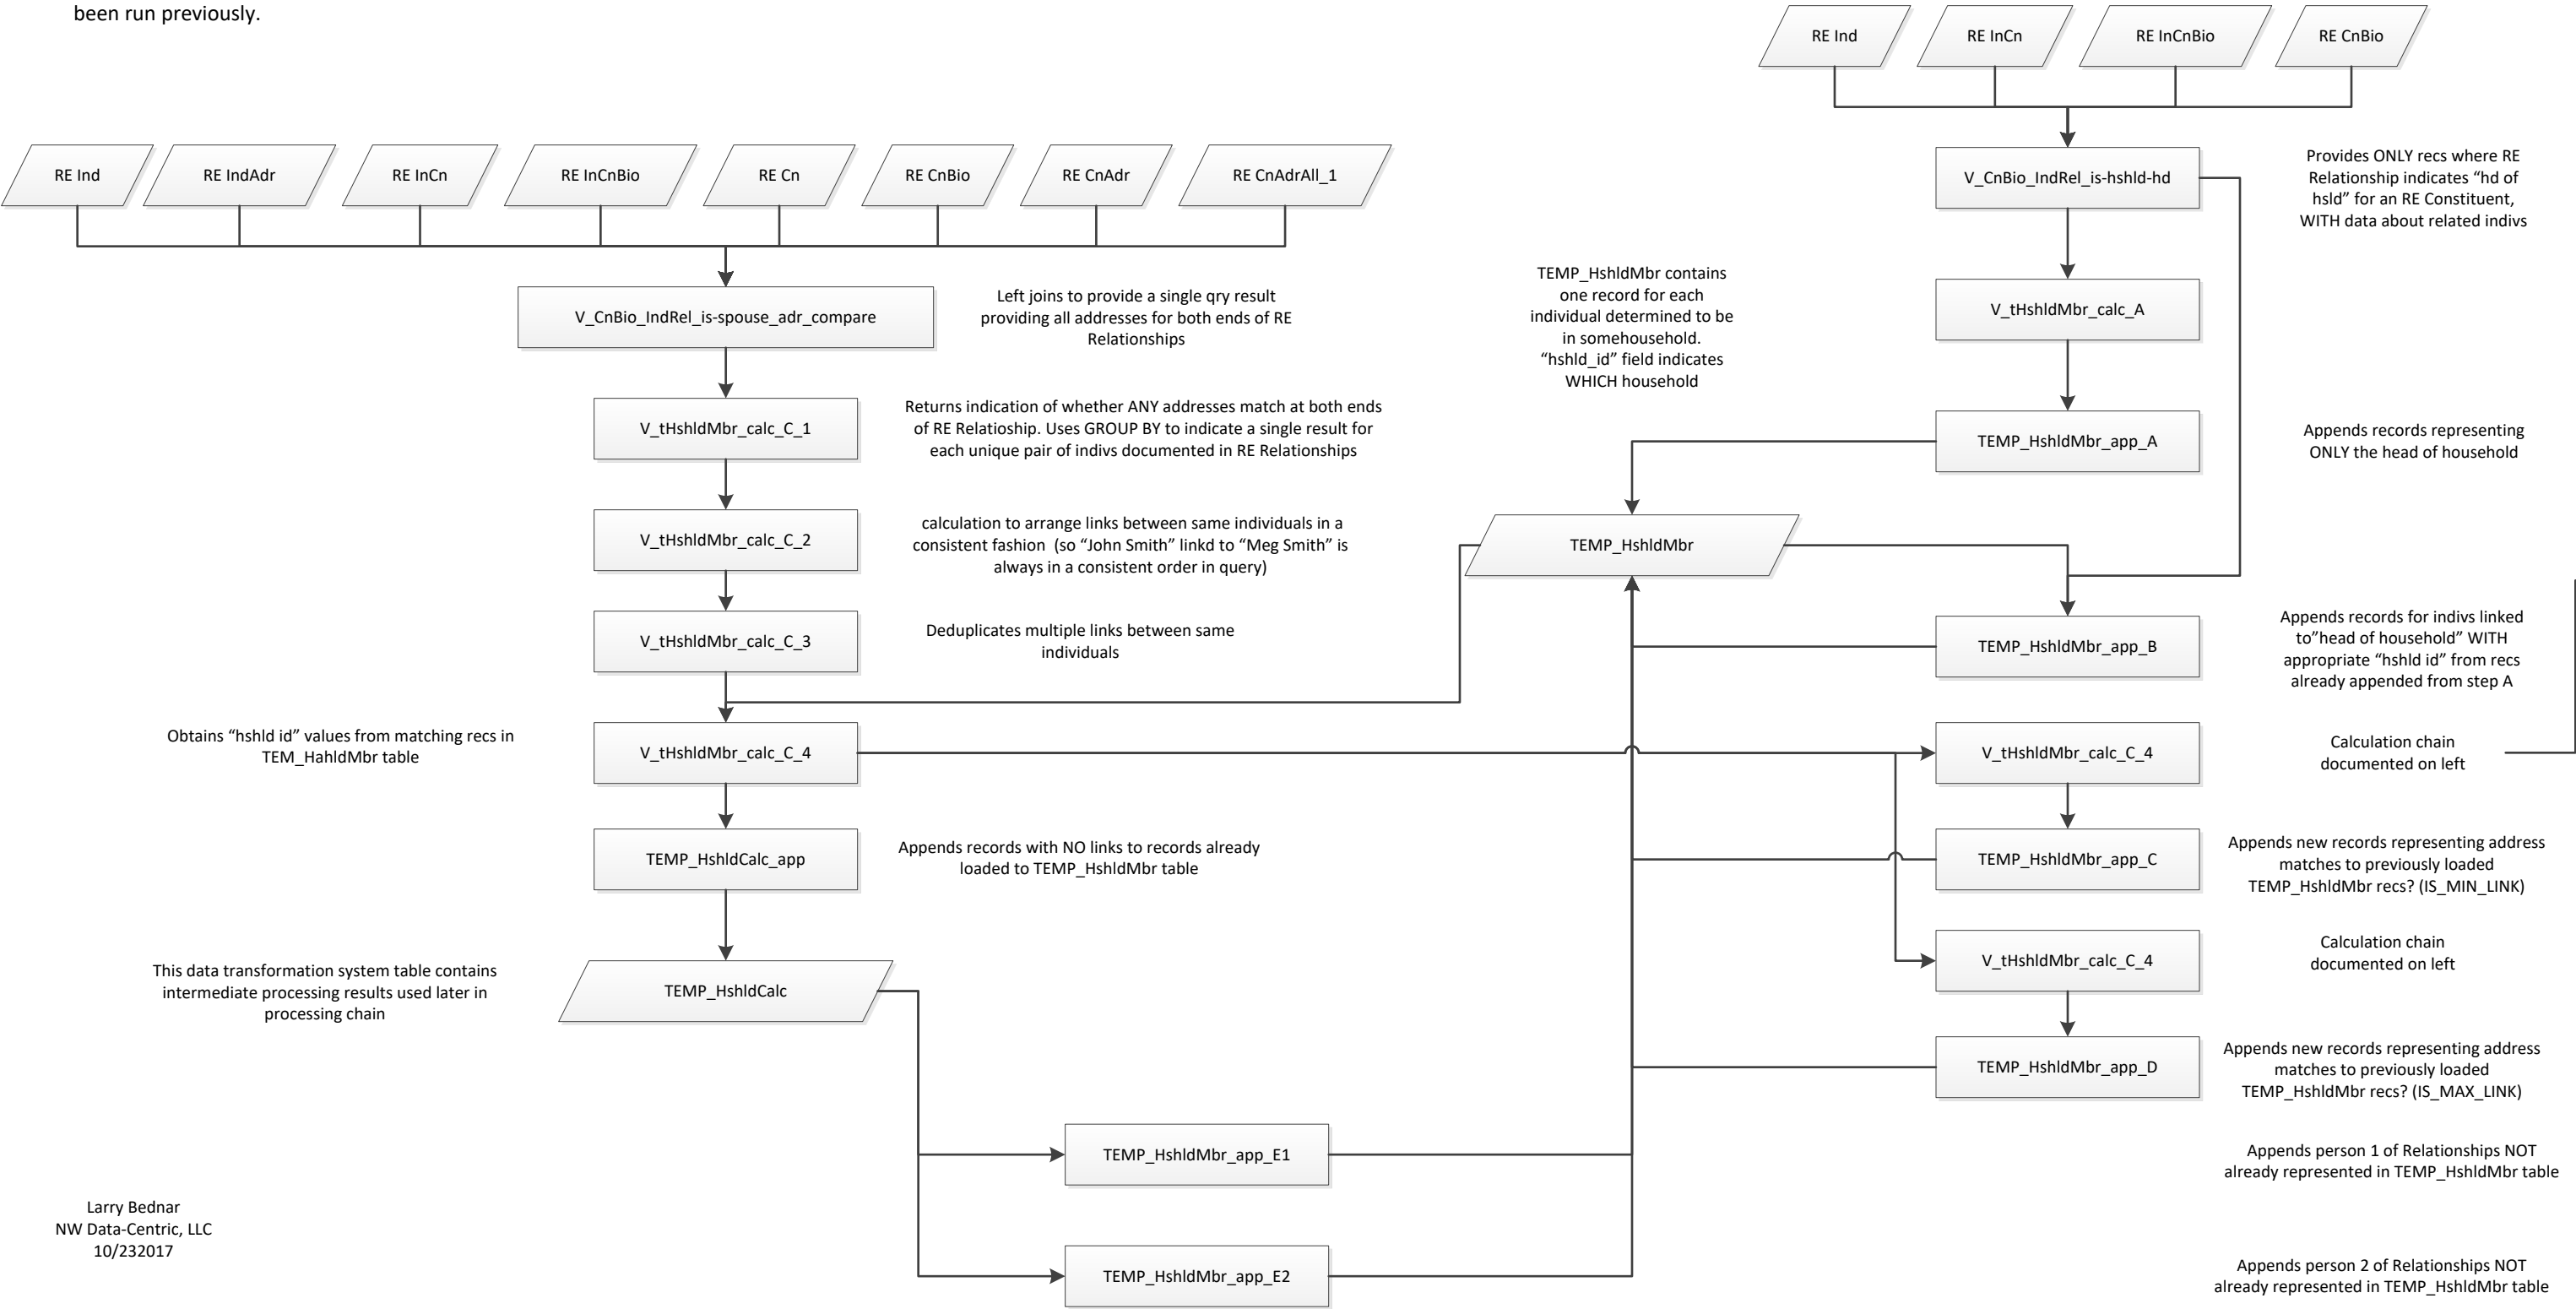 been run previously.
RE Ind
RE InCn
RE InCnBio
RE CnBio
RE Ind
RE IndAdr
RE InCn
RE InCnBio
RE Cn
RE CnBio
RE CnAdr
RE CnAdrAll_1
V_CnBio_IndRel_is-hshld-hd
Provides ONLY recs where RE
Relationship indicates “hd of
hsld” for an RE Constituent,
WITH data about related indivs
V_CnBio_IndRel_is-spouse_adr_compare
Left joins to provide a single qry result
providing all addresses for both ends of RE
Relationships
TEMP_HshldMbr contains
one record for each
individual determined to be
in somehousehold.
“hshld_id” field indicates
WHICH household
V_tHshldMbr_calc_A
V_tHshldMbr_calc_C_1
Returns indication of whether ANY addresses match at both ends
of RE Relatioship. Uses GROUP BY to indicate a single result for
each unique pair of indivs documented in RE Relationships
TEMP_HshldMbr_app_A
Appends records representing
ONLY the head of household
V_tHshldMbr_calc_C_2
calculation to arrange links between same individuals in a
consistent fashion  (so “John Smith” linkd to “Meg Smith” is
always in a consistent order in query)
TEMP_HshldMbr
V_tHshldMbr_calc_C_3
Deduplicates multiple links between same
individuals
TEMP_HshldMbr_app_B
Appends records for indivs linked
to”head of household” WITH
appropriate “hshld id” from recs
already appended from step A
Obtains “hshld id” values from matching recs in
TEM_HahldMbr table
V_tHshldMbr_calc_C_4
V_tHshldMbr_calc_C_4
Calculation chain
documented on left
TEMP_HshldCalc_app
Appends records with NO links to records already
loaded to TEMP_HshldMbr table
TEMP_HshldMbr_app_C
Appends new records representing address
matches to previously loaded
TEMP_HshldMbr recs? (IS_MIN_LINK)
V_tHshldMbr_calc_C_4
Calculation chain
documented on left
This data transformation system table contains
intermediate processing results used later in
processing chain
TEMP_HshldCalc
TEMP_HshldMbr_app_D
Appends new records representing address
matches to previously loaded
TEMP_HshldMbr recs? (IS_MAX_LINK)
TEMP_HshldMbr_app_E1
Appends person 1 of Relationships NOT
already represented in TEMP_HshldMbr table
Larry Bednar
NW Data-Centric, LLC
10/232017
TEMP_HshldMbr_app_E2
Appends person 2 of Relationships NOT
already represented in TEMP_HshldMbr table